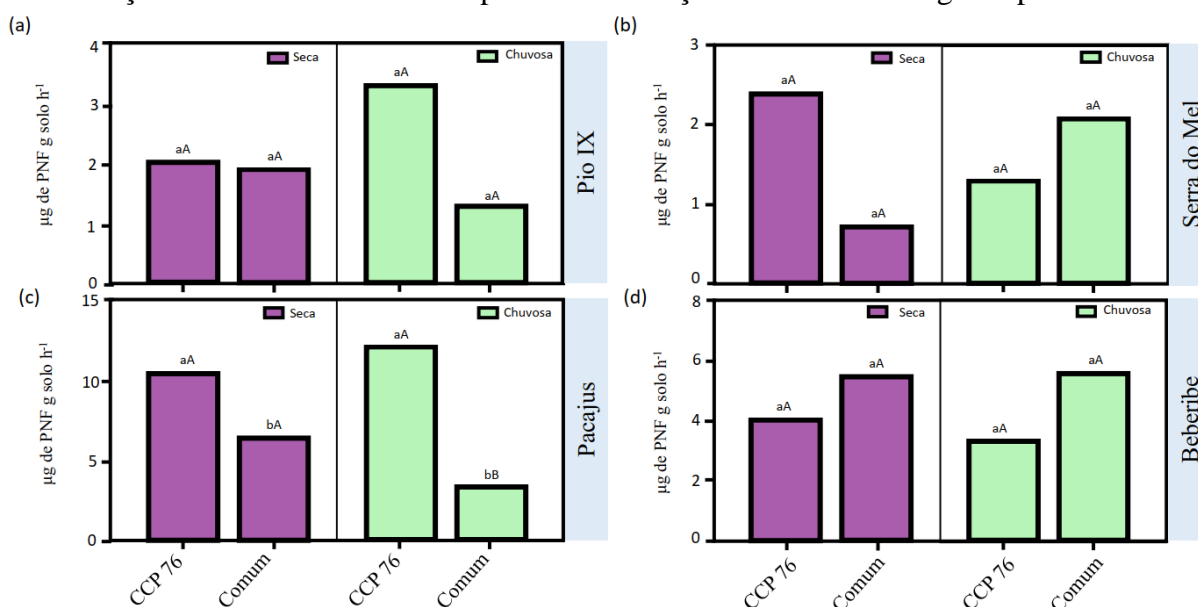 (a)
µg de PNF g solo h⁻¹
4
3
2
1
0
Seca
Chuvosa
aA
aA
aA
aA
Pio IX
(b)
µg de PNF g solo h⁻¹
3
2
1
0
Seca
Chuvosa
aA
aA
aA
aA
Serra do Mel
(c)
µg de PNF g solo h⁻¹
15
10
5
0
Seca
Chuvosa
aA
bA
aA
bB
Pacajus
CCP 76
Comum
CCP 76
Comum
(d)
µg de PNF g solo h⁻¹
8
6
4
2
0
Seca
Chuvosa
aA
aA
aA
aA
Beberibe
CCP 76
Comum
CCP 76
Comum